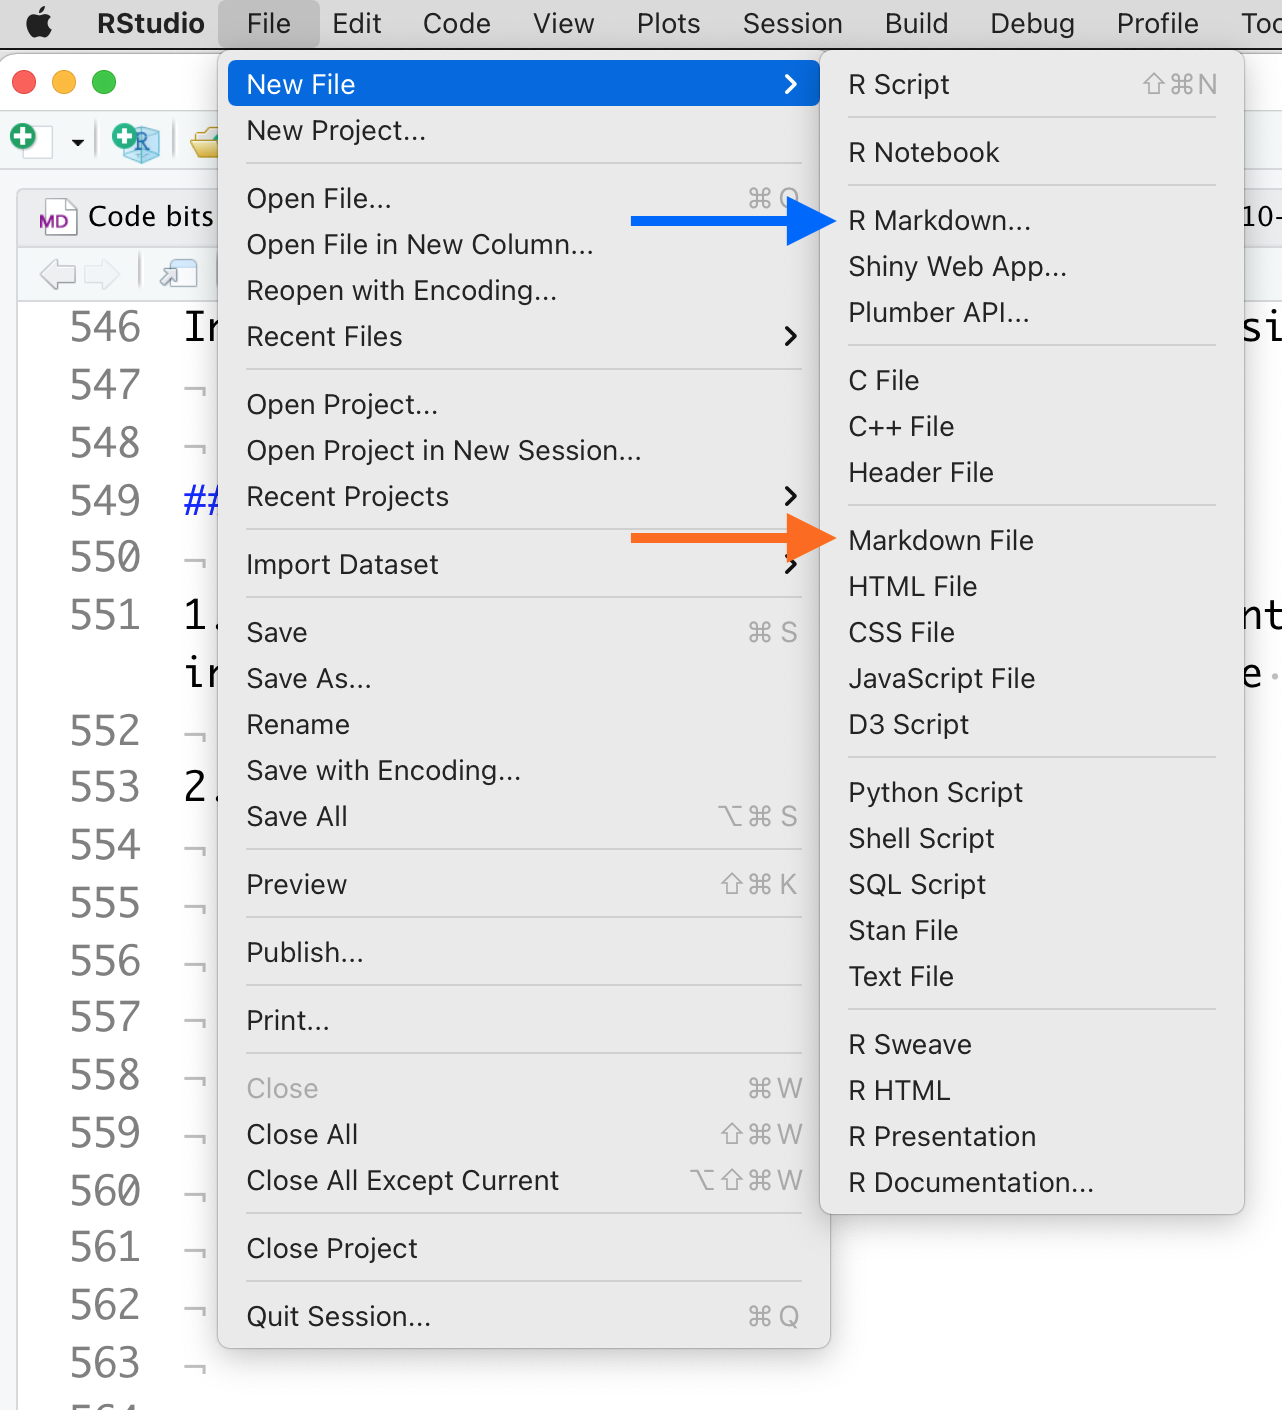 RStudio File Edit Code View Plots Session Build Debug Profile
New File
New Project...
Open File... ⌘
Open File in New Column...
Reopen with Encoding...
Recent Files
Open Project...
Open Project in New Session...
Recent Projects
Import Dataset
Save ⌘ S
Save As...
Rename
Save with Encoding...
Save All ⌥⌘ S
Preview ⇧⌘ K
Publish...
Print...
Close ⌘ W
Close All ⇧⌘ W
Close All Except Current ⌥⇧⌘ W
Close Project
Quit Session... ⌘ Q
R Script ⇧⌘N
R Notebook
R Markdown...
Shiny Web App...
Plumber API...
C File
C++ File
Header File
Markdown File
HTML File
CSS File
JavaScript File
D3 Script
Python Script
Shell Script
SQL Script
Stan File
Text File
R Sweave
R HTML
R Presentation
R Documentation...
MD Code bits
10-
546
547 ¬
548 ¬
549 ##
550 ¬
551 1.
552 ¬
553 2.
554 ¬
555 ¬
556 ¬
557 ¬
558 ¬
559 ¬
560 ¬
561 ¬
562 ¬
563 ¬